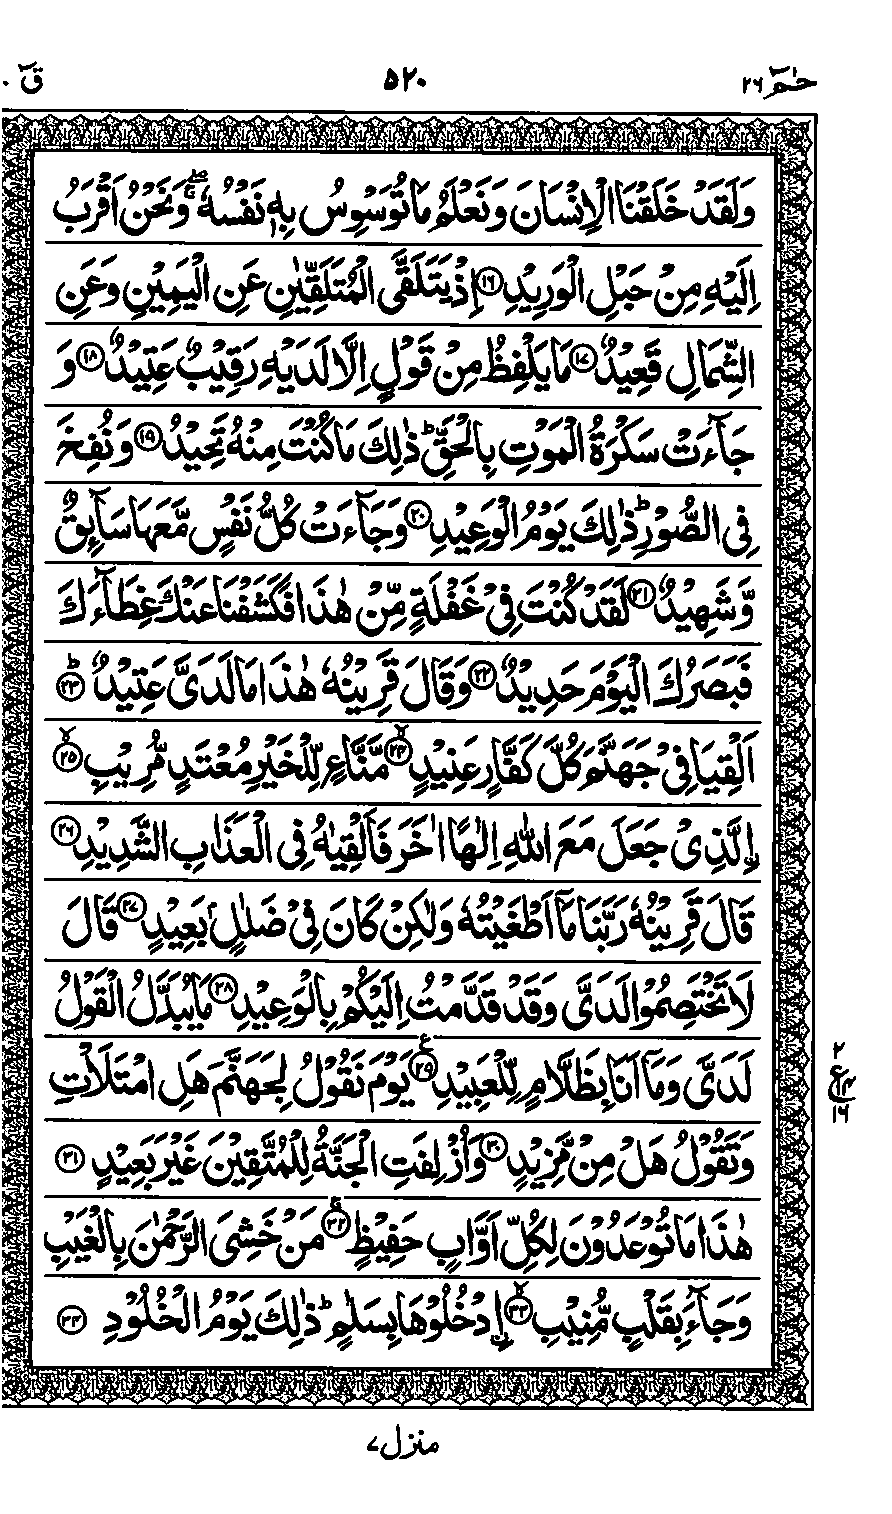 حٰمٓ ٢٦ ٥٢٠ قٓ ٠
وَلَقَدْ خَلَقْنَا الْاِنْسَانَ وَنَعْلَمُ مَا تُوَسْوِسُ بِهٖ نَفْسُهٗ ۚۖ وَنَحْنُ اَقْرَبُ
اِلَيْهِ مِنْ حَبْلِ الْوَرِيْدِ ﴿١٦﴾ اِذْ يَتَلَقَّى الْمُتَلَقِّيٰنِ عَنِ الْيَمِيْنِ وَعَنِ
الشِّمَالِ قَعِيْدٌ ﴿١٧﴾ مَا يَلْفِظُ مِنْ قَوْلٍ اِلَّا لَدَيْهِ رَقِيْبٌ عَتِيْدٌ ﴿١٨﴾ وَ
جَآءَتْ سَكْرَةُ الْمَوْتِ بِالْحَقِّ ؕ ذٰلِكَ مَا كُنْتَ مِنْهُ تَحِيْدُ ﴿١٩﴾ وَنُفِخَ
فِى الصُّوْرِ ؕ ذٰلِكَ يَوْمُ الْوَعِيْدِ ﴿٢٠﴾ وَجَآءَتْ كُلُّ نَفْسٍ مَّعَهَا سَآئِقٌ
وَّشَهِيْدٌ ﴿٢١﴾ لَقَدْ كُنْتَ فِىْ غَفْلَةٍ مِّنْ هٰذَا فَكَشَفْنَا عَنْكَ غِطَآءَكَ
فَبَصَرُكَ الْيَوْمَ حَدِيْدٌ ﴿٢٢﴾ وَقَالَ قَرِيْنُهٗ هٰذَا مَا لَدَىَّ عَتِيْدٌ ؕ﴿٢٣﴾
اَلْقِيَا فِىْ جَهَنَّمَ كُلَّ كَفَّارٍ عَنِيْدٍ ۙ﴿٢٤﴾ مَّنَّاعٍ لِّلْخَيْرِ مُعْتَدٍ مُّرِيْبِ ۙ﴿٢٥﴾
اِۨلَّذِىْ جَعَلَ مَعَ اللّٰهِ اِلٰهًا اٰخَرَ فَاَلْقِيٰهُ فِى الْعَذَابِ الشَّدِيْدِ ﴿٢٦﴾
قَالَ قَرِيْنُهٗ رَبَّنَا مَاۤ اَطْغَيْتُهٗ وَلٰكِنْ كَانَ فِىْ ضَلٰلٍۢ بَعِيْدٍ ﴿٢٧﴾ قَالَ
لَا تَخْتَصِمُوْا لَدَىَّ وَقَدْ قَدَّمْتُ اِلَيْكُمْ بِالْوَعِيْدِ ﴿٢٨﴾ مَا يُبَدَّلُ الْقَوْلُ
لَدَىَّ وَمَاۤ اَنَا بِظَلَّامٍ لِّلْعَبِيْدِ ﴿٢٩﴾ ع يَوْمَ نَقُوْلُ لِجَهَنَّمَ هَلِ امْتَلَاْتِ
٢ ع ١٤ ١٦
وَتَقُوْلُ هَلْ مِنْ مَّزِيْدٍ ﴿٣٠﴾ وَاُزْلِفَتِ الْجَنَّةُ لِلْمُتَّقِيْنَ غَيْرَ بَعِيْدٍ ﴿٣١﴾
هٰذَا مَا تُوْعَدُوْنَ لِكُلِّ اَوَّابٍ حَفِيْظٍ ۚ﴿٣٢﴾ مَنْ خَشِىَ الرَّحْمٰنَ بِالْغَيْبِ
وَجَآءَ بِقَلْبٍ مُّنِيْبِ ۙ﴿٣٣﴾ اِۨدْخُلُوْهَا بِسَلٰمٍ ؕ ذٰلِكَ يَوْمُ الْخُلُوْدِ ﴿٣٤﴾
منزل ٧